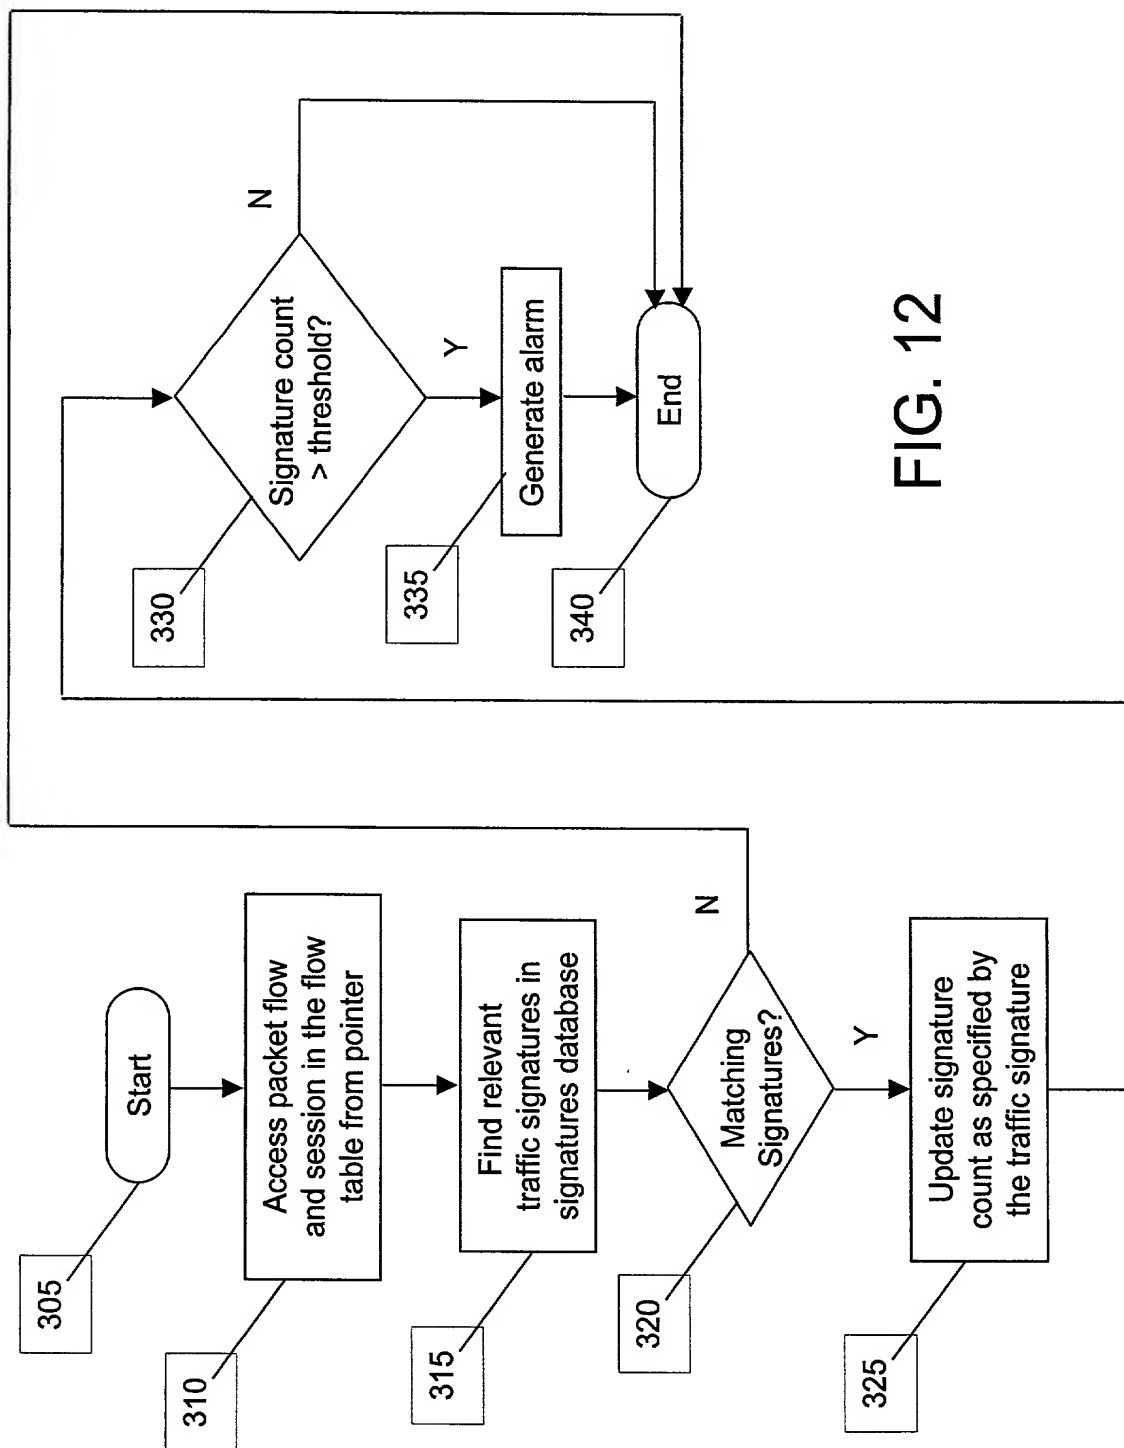 305
Start
310
Access packet flow
and session in the flow
table from pointer
315
Find relevant
traffic signatures in
signatures database
320
Matching
Signatures?
N
Y
325
Update signature
count as specified by
the traffic signature
330
Signature count
> threshold?
N
Y
335
Generate alarm
340
End
FIG. 12